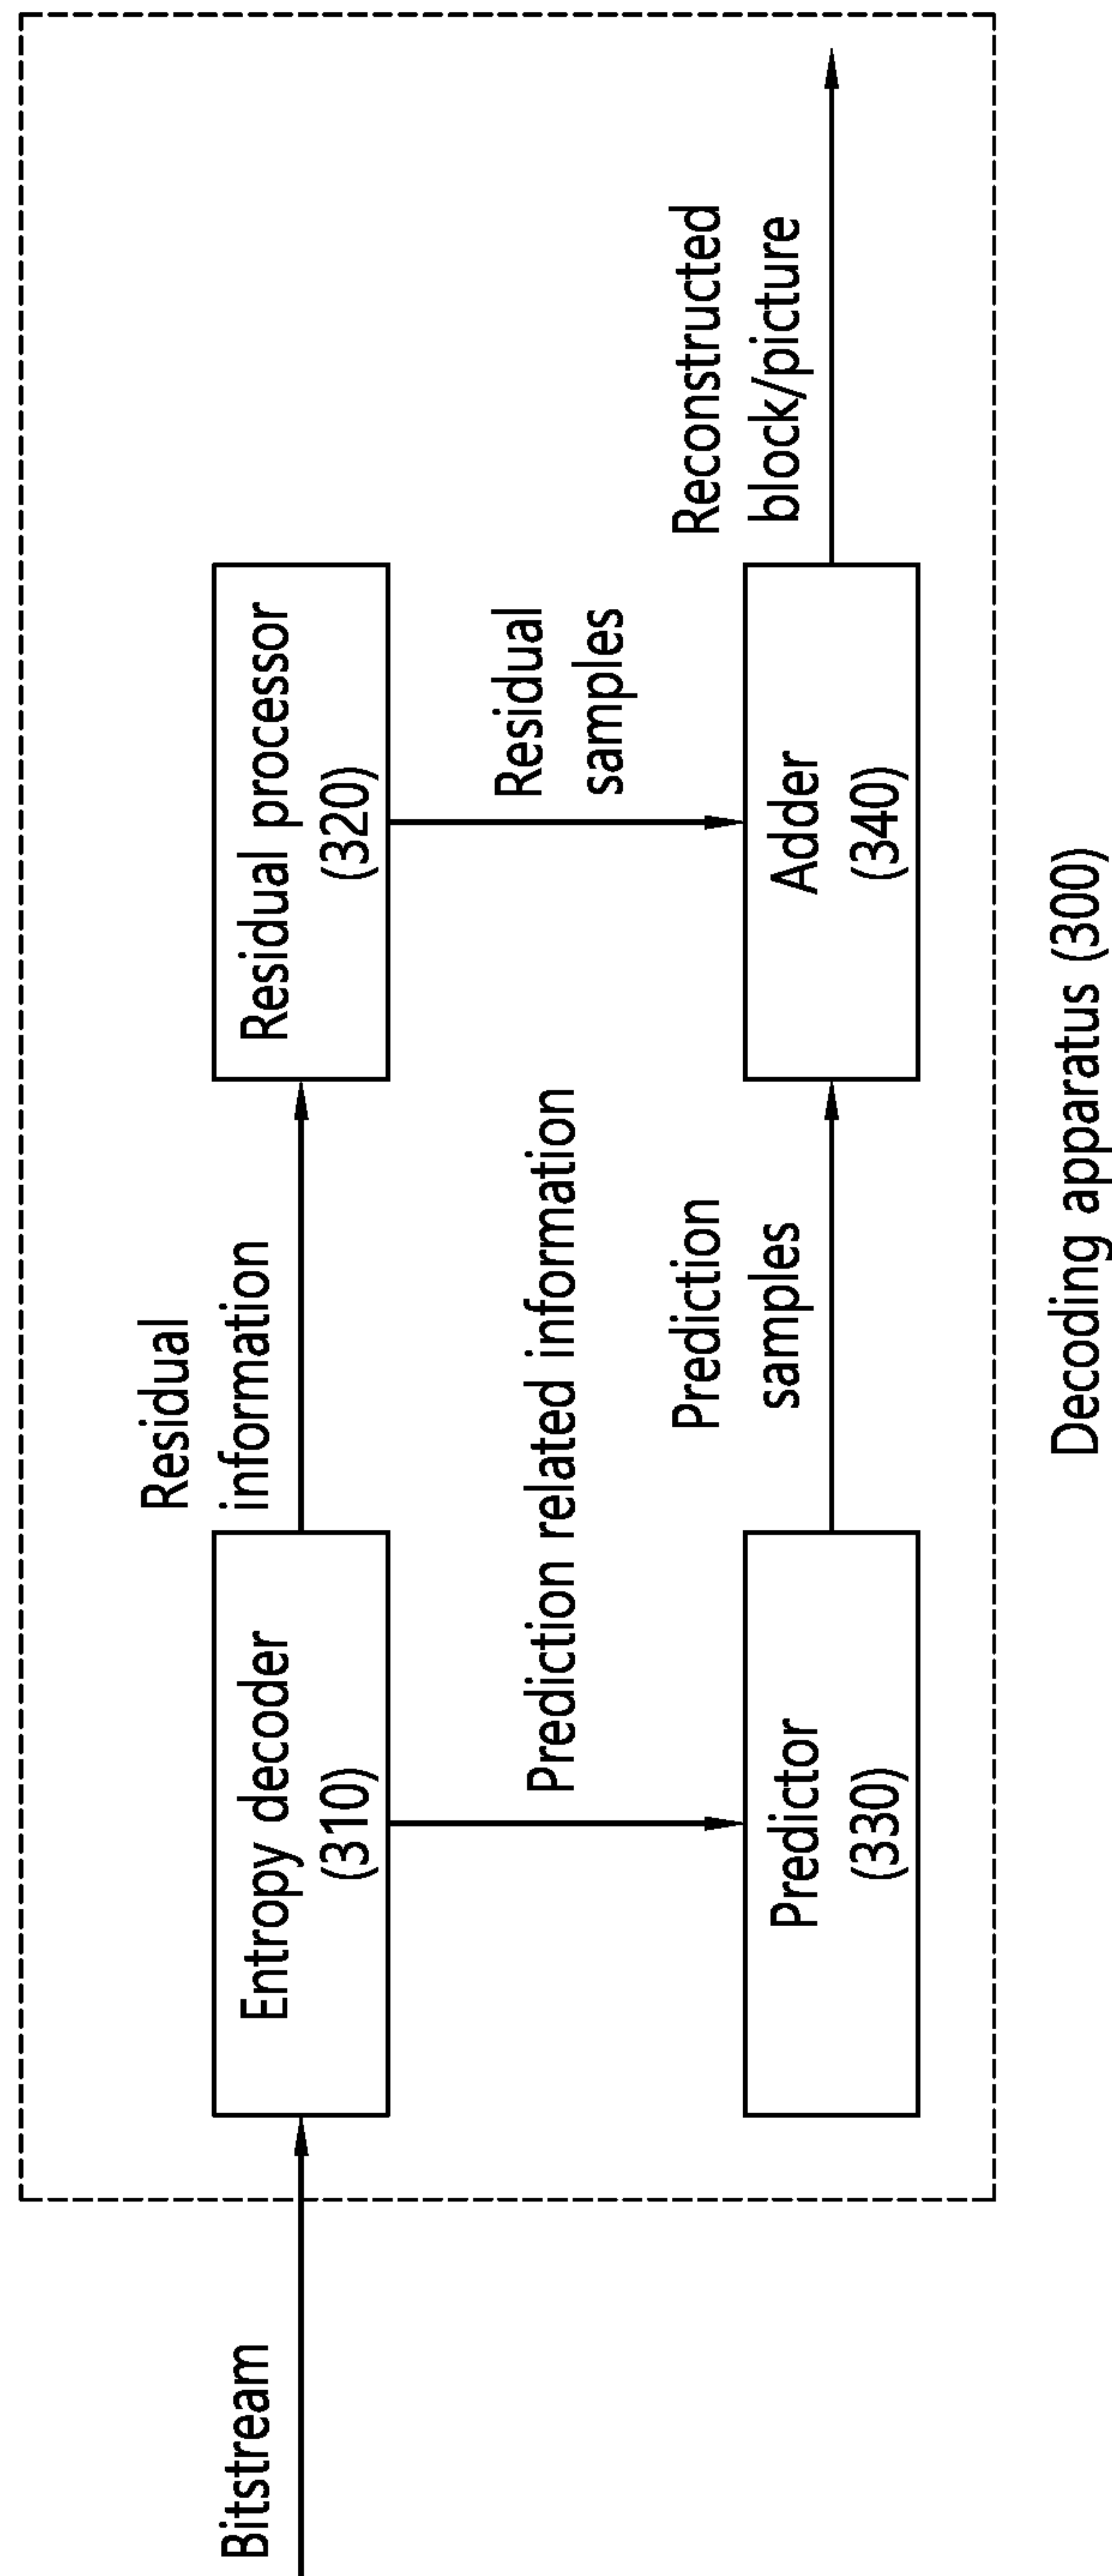 Bitstream
Entropy decoder
(310)
Residual
information
Residual processor
(320)
Prediction related information
Residual
samples
Predictor
(330)
Prediction
samples
Adder
(340)
Reconstructed
block/picture
Decoding apparatus (300)